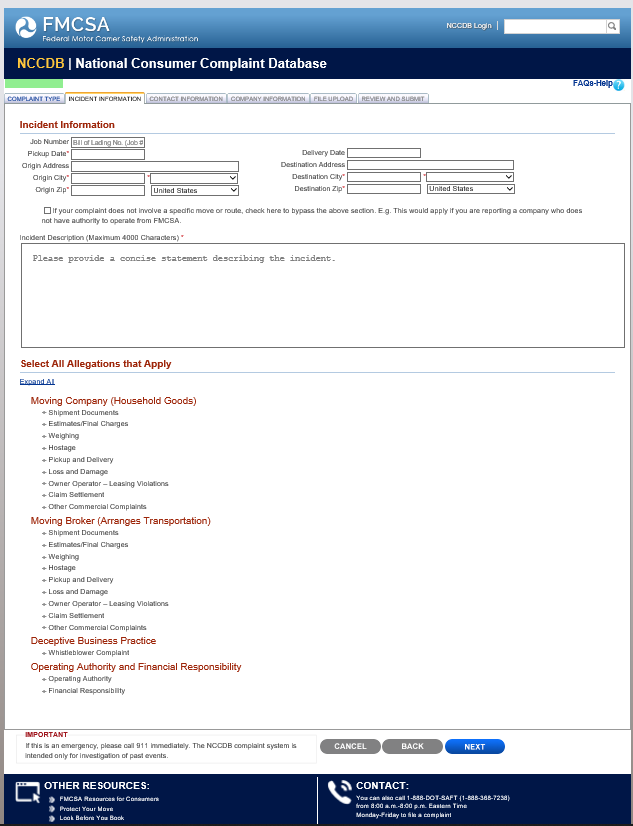 FMCSA
Federal Motor Carrier Safety Administration
NCCDB Login
NCCDB | National Consumer Complaint Database
FAQs-Help ?
COMPLAINT TYPE INCIDENT INFORMATION CONTACT INFORMATION COMPANY INFORMATION FILE UPLOAD REVIEW AND SUBMIT
Incident Information
Job Number Bill of Lading No. (Job #
Pickup Date* Delivery Date
Origin Address Destination Address
Origin City* * Destination City* *
Origin Zip* United States Destination Zip* United States
If your complaint does not involve a specific move or route, check here to bypass the above section. E.g. This would apply if you are reporting a company who does
not have authority to operate from FMCSA.
Incident Description (Maximum 4000 Characters) *
Please provide a concise statement describing the incident.
Select All Allegations that Apply
Expand All
Moving Company (Household Goods)
Shipment Documents
Estimates/Final Charges
Weighing
Hostage
Pickup and Delivery
Loss and Damage
Owner Operator – Leasing Violations
Claim Settlement
Other Commercial Complaints
Moving Broker (Arranges Transportation)
Shipment Documents
Estimates/Final Charges
Weighing
Hostage
Pickup and Delivery
Loss and Damage
Owner Operator – Leasing Violations
Claim Settlement
Other Commercial Complaints
Deceptive Business Practice
Whistleblower Complaint
Operating Authority and Financial Responsibility
Operating Authority
Financial Responsibility
IMPORTANT
If this is an emergency, please call 911 immediately. The NCCDB complaint system is
intended only for investigation of past events.
CANCEL BACK NEXT
OTHER RESOURCES:
FMCSA Resources for Consumers
Protect Your Move
Look Before You Book
CONTACT:
You can also call 1-888-DOT-SAFT (1-888-368-7238)
from 8:00 a.m.-8:00 p.m. Eastern Time
Monday-Friday to file a complaint